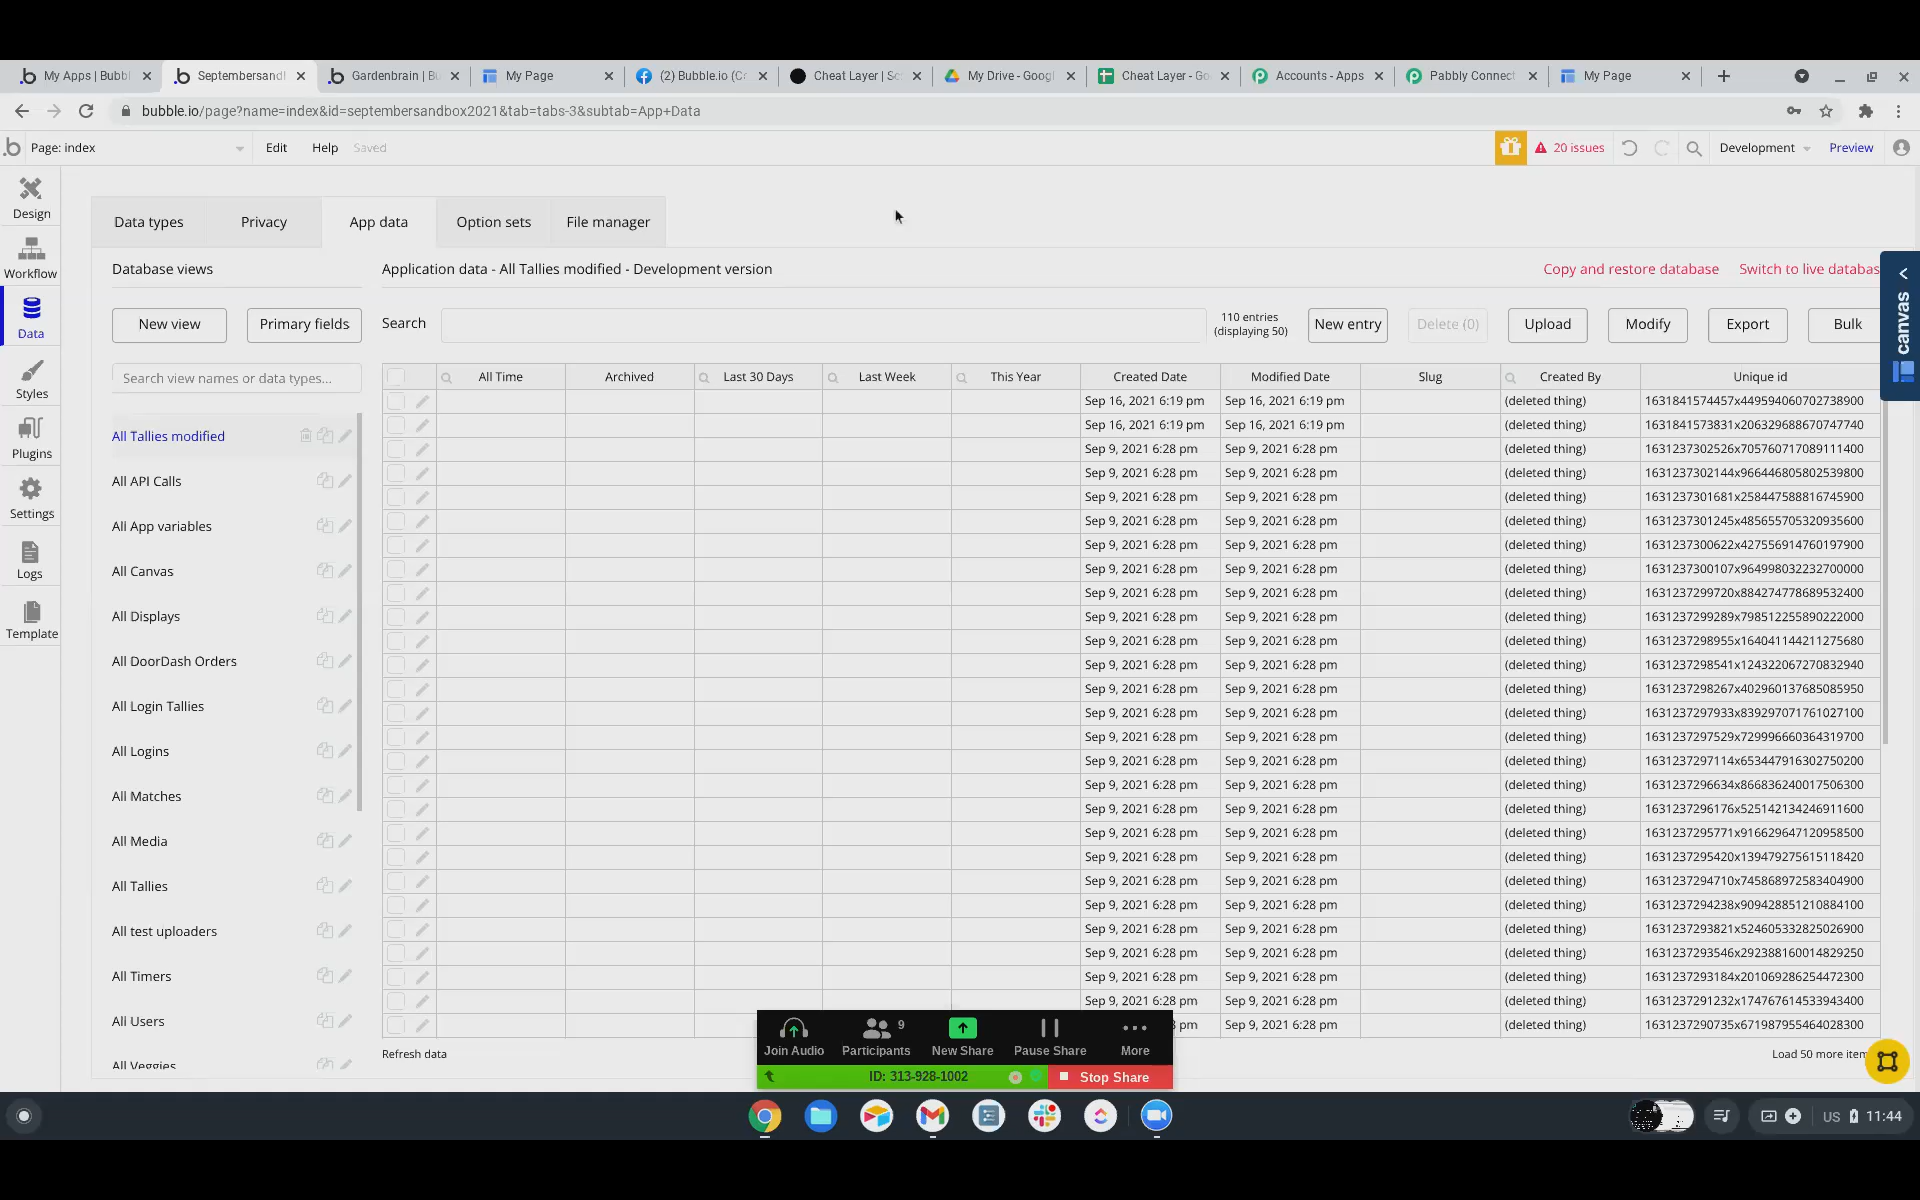 My Apps | Bubbl
Septembersandl
Gardenbrain | Bu
My Page
(2) Bubble.io (Cr
Cheat Layer | Sc
My Drive - Googl
Cheat Layer - Go
Accounts - Apps
Pabbly Connect
My Page
bubble.io/page?name=index&id=septembersandbox2021&tab=tabs-3&subtab=App+Data
Page: index
Edit
Help
Saved
20 issues
Development
Preview
Design
Workflow
Data
Styles
Plugins
Settings
Logs
Template
Data types
Privacy
App data
Option sets
File manager
Database views
Application data - All Tallies modified - Development version
Copy and restore database
Switch to live databas
canvas
New view
Primary fields
Search
110 entries
(displaying 50)
New entry
Delete (0)
Upload
Modify
Export
Bulk
Search view names or data types...
All Tallies modified
All API Calls
All App variables
All Canvas
All Displays
All DoorDash Orders
All Login Tallies
All Logins
All Matches
All Media
All Tallies
All test uploaders
All Timers
All Users
All Veggies
All Time Archived Last 30 Days Last Week This Year Created Date Modified Date Slug Created By Unique id
Sep 16, 2021 6:19 pm Sep 16, 2021 6:19 pm (deleted thing) 1631841574457x449594060702738900
Sep 16, 2021 6:19 pm Sep 16, 2021 6:19 pm (deleted thing) 1631841573831x206329688670747740
Sep 9, 2021 6:28 pm Sep 9, 2021 6:28 pm (deleted thing) 1631237302526x705760717089111400
Sep 9, 2021 6:28 pm Sep 9, 2021 6:28 pm (deleted thing) 1631237302144x966446805802539800
Sep 9, 2021 6:28 pm Sep 9, 2021 6:28 pm (deleted thing) 1631237301681x258447588816745900
Sep 9, 2021 6:28 pm Sep 9, 2021 6:28 pm (deleted thing) 1631237301245x485655705320935600
Sep 9, 2021 6:28 pm Sep 9, 2021 6:28 pm (deleted thing) 1631237300622x427556914760197900
Sep 9, 2021 6:28 pm Sep 9, 2021 6:28 pm (deleted thing) 1631237300107x964998032232700000
Sep 9, 2021 6:28 pm Sep 9, 2021 6:28 pm (deleted thing) 1631237299720x884274778689532400
Sep 9, 2021 6:28 pm Sep 9, 2021 6:28 pm (deleted thing) 1631237299289x798512255890222000
Sep 9, 2021 6:28 pm Sep 9, 2021 6:28 pm (deleted thing) 1631237298955x164041144211275680
Sep 9, 2021 6:28 pm Sep 9, 2021 6:28 pm (deleted thing) 1631237298541x124322067270832940
Sep 9, 2021 6:28 pm Sep 9, 2021 6:28 pm (deleted thing) 1631237298267x402960137685085950
Sep 9, 2021 6:28 pm Sep 9, 2021 6:28 pm (deleted thing) 1631237297933x839297071761027100
Sep 9, 2021 6:28 pm Sep 9, 2021 6:28 pm (deleted thing) 1631237297529x729996660364319700
Sep 9, 2021 6:28 pm Sep 9, 2021 6:28 pm (deleted thing) 1631237297114x653447916302750200
Sep 9, 2021 6:28 pm Sep 9, 2021 6:28 pm (deleted thing) 1631237296634x866836240017506300
Sep 9, 2021 6:28 pm Sep 9, 2021 6:28 pm (deleted thing) 1631237296176x525142134246911600
Sep 9, 2021 6:28 pm Sep 9, 2021 6:28 pm (deleted thing) 1631237295771x916629647120958500
Sep 9, 2021 6:28 pm Sep 9, 2021 6:28 pm (deleted thing) 1631237295420x139479275615118420
Sep 9, 2021 6:28 pm Sep 9, 2021 6:28 pm (deleted thing) 1631237294710x745868972583404900
Sep 9, 2021 6:28 pm Sep 9, 2021 6:28 pm (deleted thing) 1631237294238x909428851210884100
Sep 9, 2021 6:28 pm Sep 9, 2021 6:28 pm (deleted thing) 1631237293821x524605332825026900
Sep 9, 2021 6:28 pm Sep 9, 2021 6:28 pm (deleted thing) 1631237293546x292388160014829250
Sep 9, 2021 6:28 pm Sep 9, 2021 6:28 pm (deleted thing) 1631237293184x201069286254472300
Sep 9, 2021 6:28 pm Sep 9, 2021 6:28 pm (deleted thing) 1631237291232x174767614533943400
8 pm Sep 9, 2021 6:28 pm (deleted thing) 1631237290735x671987955464028300
Refresh data
Load 50 more item
Join Audio
Participants 9
New Share
Pause Share
More
ID: 313-928-1002
Stop Share
US
11:44